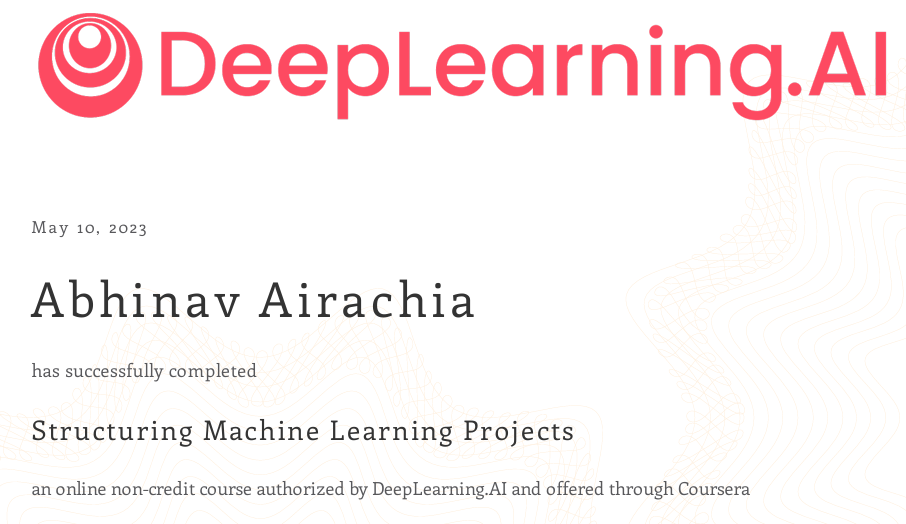 DeepLearning.AI
May 10, 2023
Abhinav Airachia
has successfully completed
Structuring Machine Learning Projects
an online non-credit course authorized by DeepLearning.AI and offered through Coursera